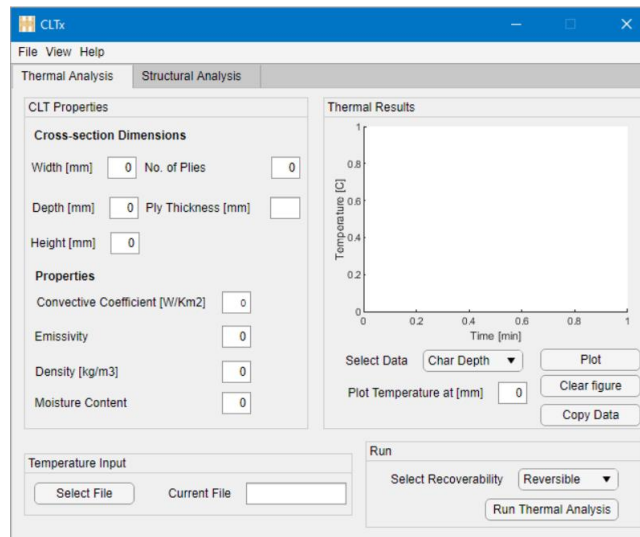 CLTx
File View Help
Thermal Analysis Structural Analysis
CLT Properties
Cross-section Dimensions
Width [mm] 0 No. of Plies 0
Depth [mm] 0 Ply Thickness [mm]
Height [mm] 0
Properties
Convective Coefficient [W/Km2] 0
Emissivity 0
Density [kg/m3] 0
Moisture Content 0
Thermal Results
1
0.8
0.6
0.4
0.2
0
Temperature [C]
0 0.2 0.4 0.6 0.8 1
Time [min]
Select Data Char Depth Plot
Plot Temperature at [mm] 0 Clear figure
Copy Data
Temperature Input
Select File Current File
Run
Select Recoverability Reversible
Run Thermal Analysis